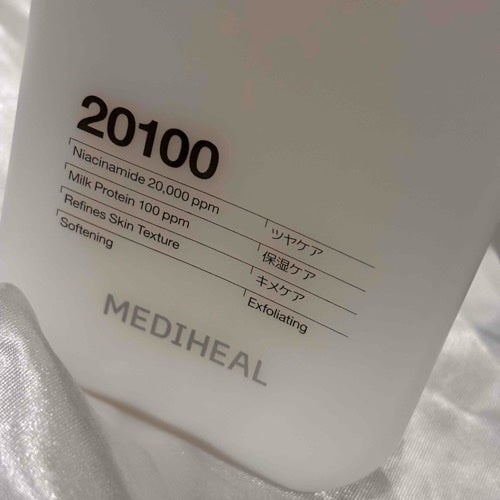 20100
Niacinamide 20,000 ppm
ツヤケア
Milk Protein 100 ppm
保湿ケア
Refines Skin Texture
キメケア
Softening
Exfoliating
MEDIHEAL